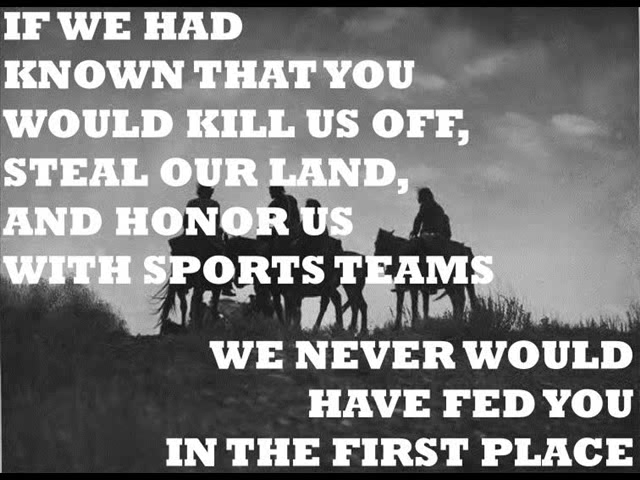 IF WE HAD
KNOWN THAT YOU
WOULD KILL US OFF,
STEAL OUR LAND,
AND HONOR US
WITH SPORTS TEAMS
WE NEVER WOULD
HAVE FED YOU
IN THE FIRST PLACE